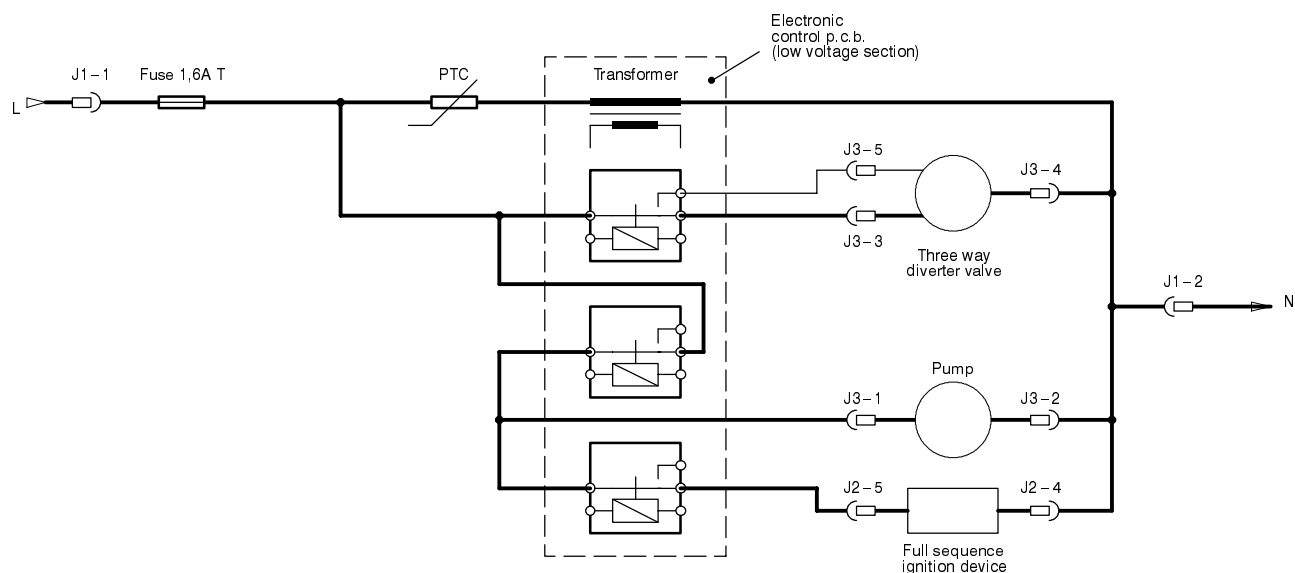 Electronic
control p.c.b.
(low voltage section)
J1-1
Fuse 1,6A T
PTC
Transformer
L
J3-5
J3-4
J3-3
Three way
diverter valve
J1-2
N
Pump
J3-1
J3-2
J2-5
J2-4
Full sequence
ignition device